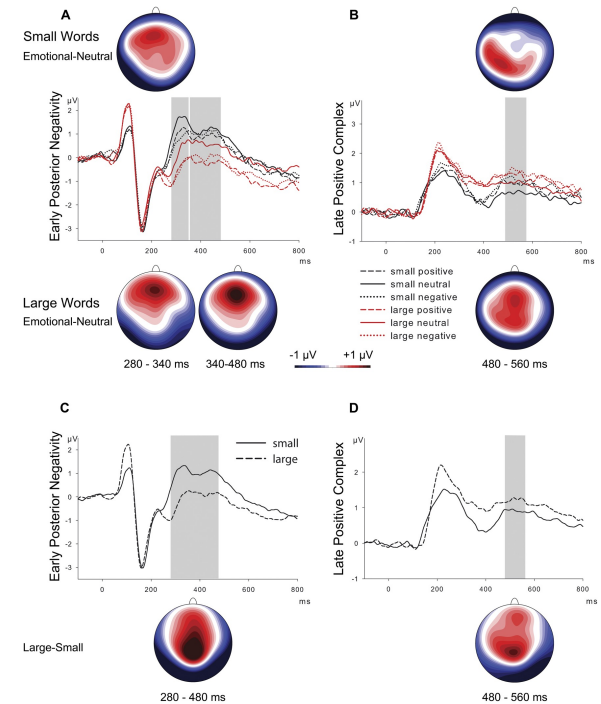 A
B
Small Words
Emotional-Neutral
µV
Early Posterior Negativity
2
1
0
-1
-2
-3
0 200 400 600 800
ms
µV
Late Positive Complex
3
2
1
0
-1
0 200 400 600 800
ms
Large Words
Emotional-Neutral
280 - 340 ms
340-480 ms
small positive
small neutral
small negative
large positive
large neutral
large negative
-1 µV +1 µV
480 - 560 ms
C
D
µV
Early Posterior Negativity
2
1
0
-1
-2
-3
0 200 400 600 800
ms
small
large
µV
Late Positive Complex
2
1
0
-1
0 200 400 600 800
ms
Large-Small
280 - 480 ms
480 - 560 ms